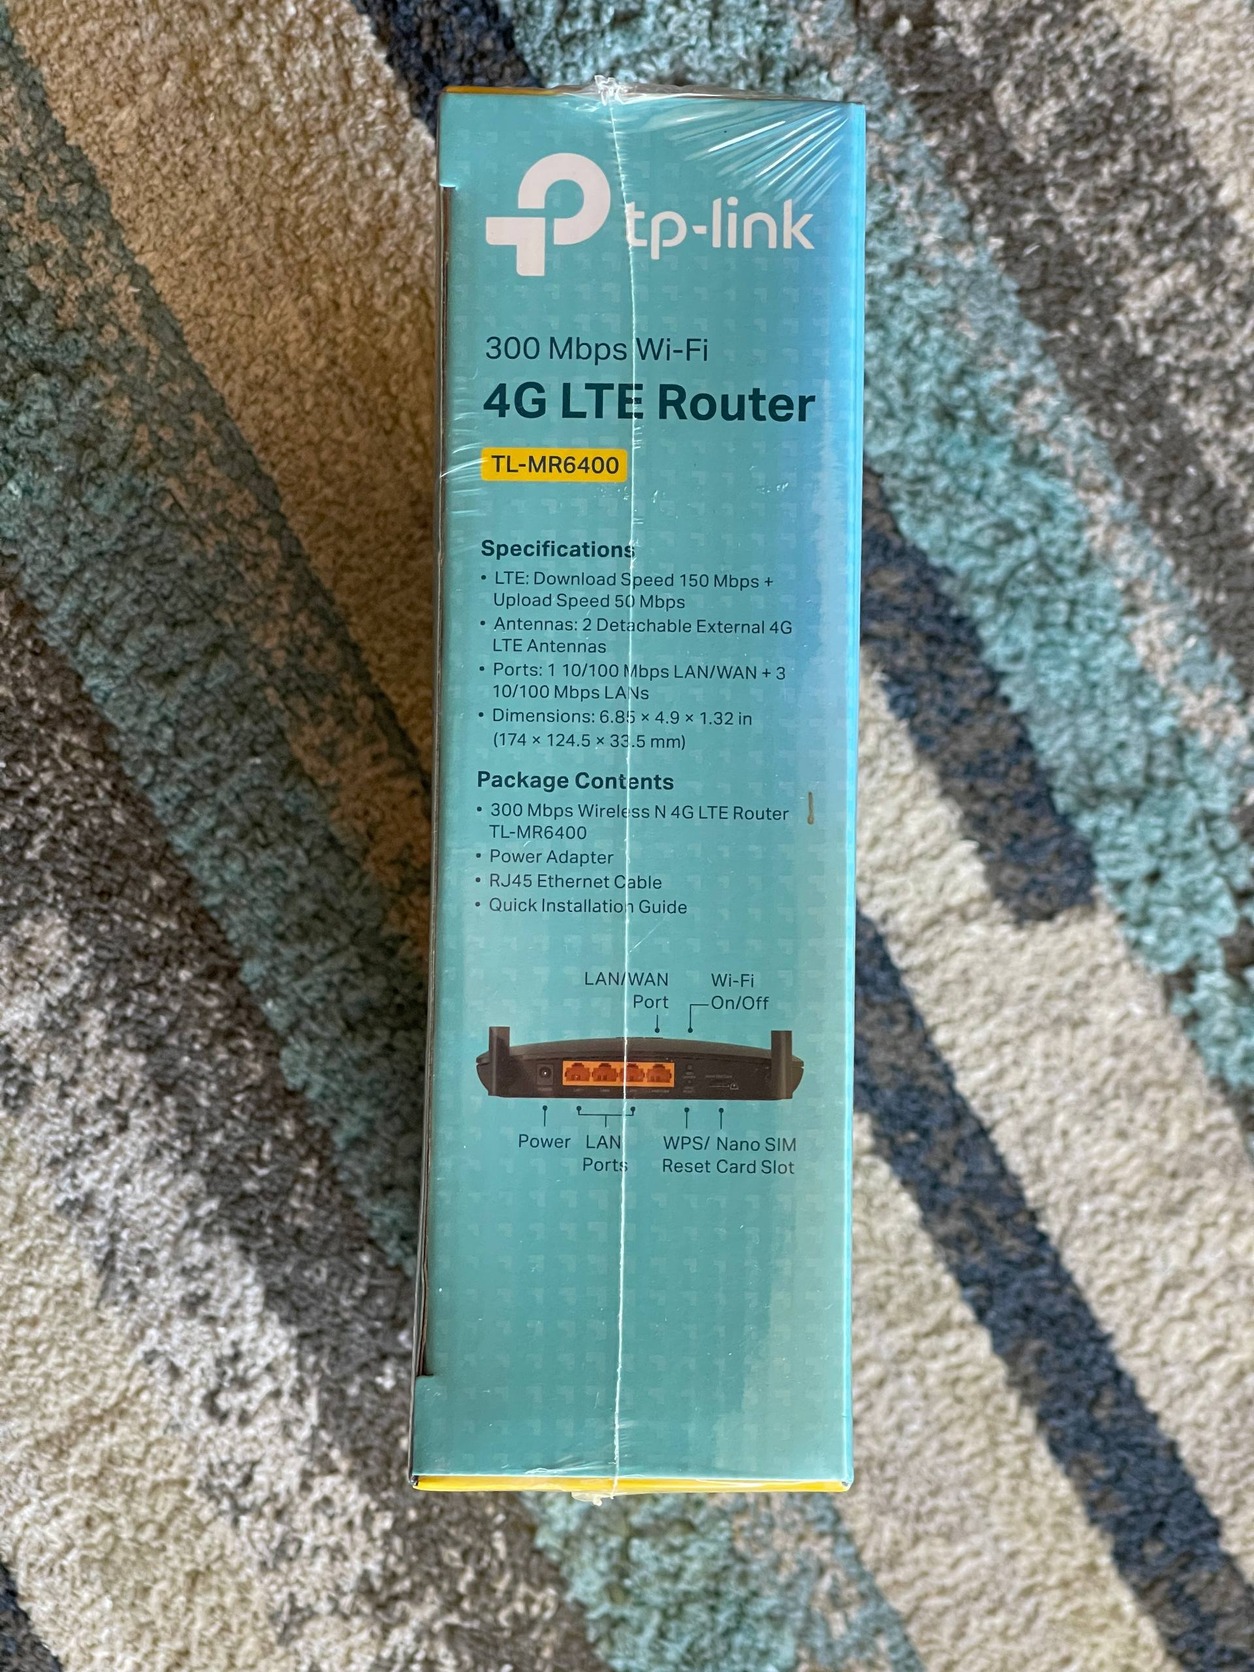 tp-link
300 Mbps Wi-Fi
4G LTE Router
TL-MR6400
Specifications
• LTE: Download Speed 150 Mbps +
Upload Speed 50 Mbps
• Antennas: 2 Detachable External 4G
LTE Antennas
• Ports: 1 10/100 Mbps LAN/WAN + 3
10/100 Mbps LANs
• Dimensions: 6.85 × 4.9 × 1.32 in
(174 × 124.5 × 33.5 mm)
Package Contents
• 300 Mbps Wireless N 4G LTE Router
TL-MR6400
• Power Adapter
• RJ45 Ethernet Cable
• Quick Installation Guide
LAN/WAN
Port
Wi-Fi
On/Off
Power
LAN
Ports
WPS/
Reset
Nano SIM
Card Slot